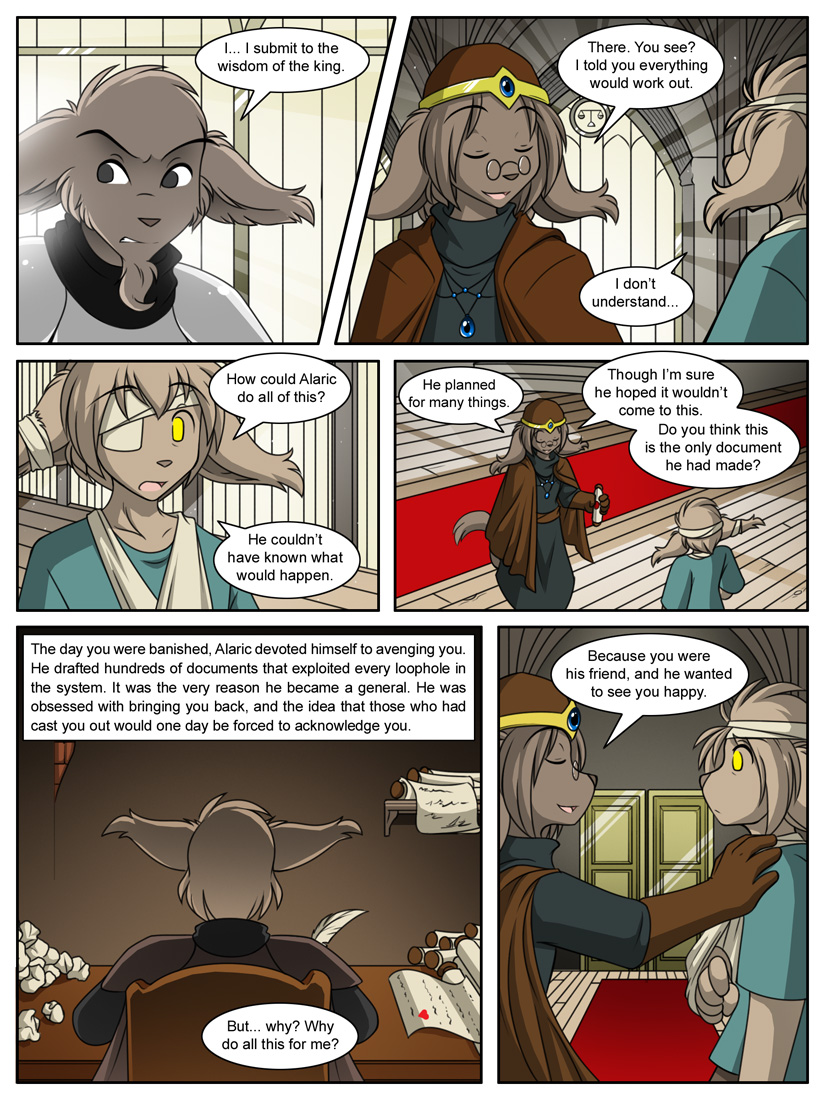 I... I submit to the
wisdom of the king.
There. You see?
I told you everything
would work out.
I don't
understand...
How could Alaric
do all of this?
He couldn't
have known what
would happen.
He planned
for many things.
Though I'm sure
he hoped it wouldn't
come to this.
Do you think this
is the only document
he had made?
The day you were banished, Alaric devoted himself to avenging you.
He drafted hundreds of documents that exploited every loophole in
the system. It was the very reason he became a general. He was
obsessed with bringing you back, and the idea that those who had
cast you out would one day be forced to acknowledge you.
But... why? Why
do all this for me?
Because you were
his friend, and he wanted
to see you happy.